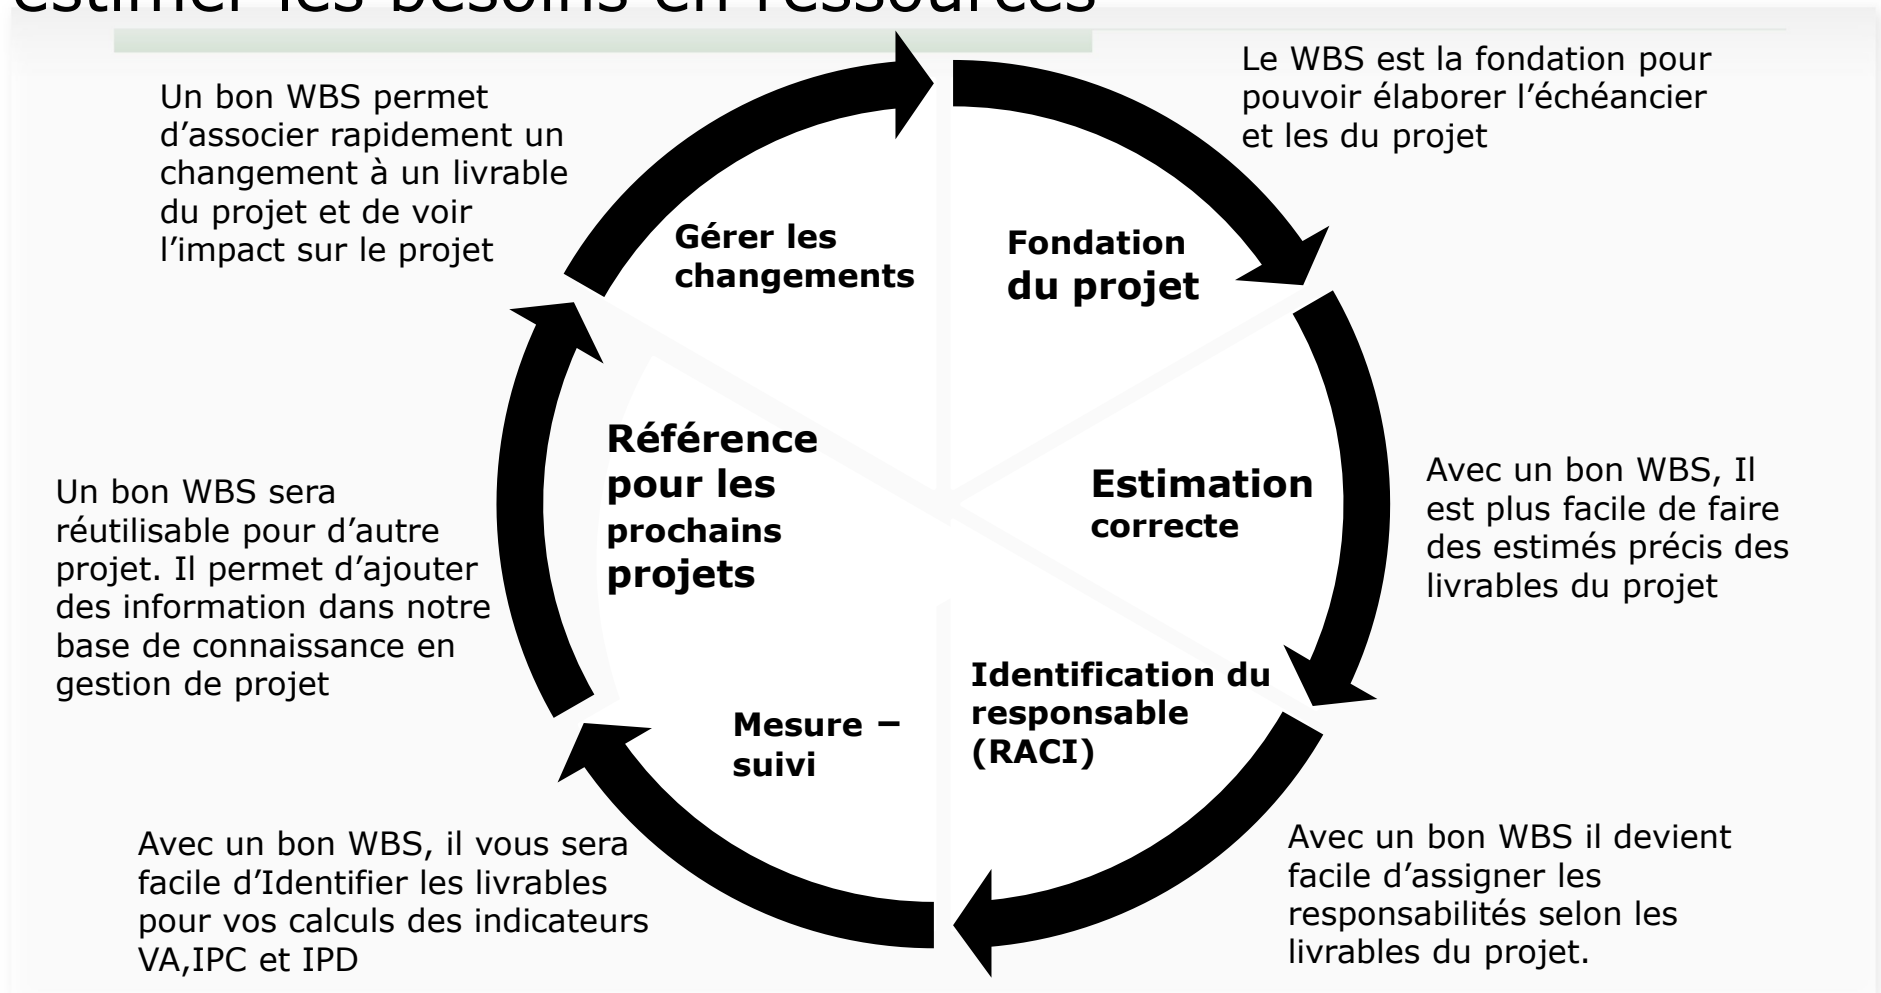 estimer les besoins en ressources
Le WBS est la fondation pour
pouvoir élaborer l’échéancier
et les du projet
Fondation
du projet
Avec un bon WBS, Il
est plus facile de faire
des estimés précis des
livrables du projet
Estimation
correcte
Avec un bon WBS il devient
facile d’assigner les
responsabilités selon les
livrables du projet.
Identification du
responsable
(RACI)
Avec un bon WBS, il vous sera
facile d’Identifier les livrables
pour vos calculs des indicateurs
VA,IPC et IPD
Mesure –
suivi
Un bon WBS sera
réutilisable pour d’autre
projet. Il permet d’ajouter
des information dans notre
base de connaissance en
gestion de projet
Référence
pour les
prochains
projets
Un bon WBS permet
d’associer rapidement un
changement à un livrable
du projet et de voir
l’impact sur le projet
Gérer les
changements